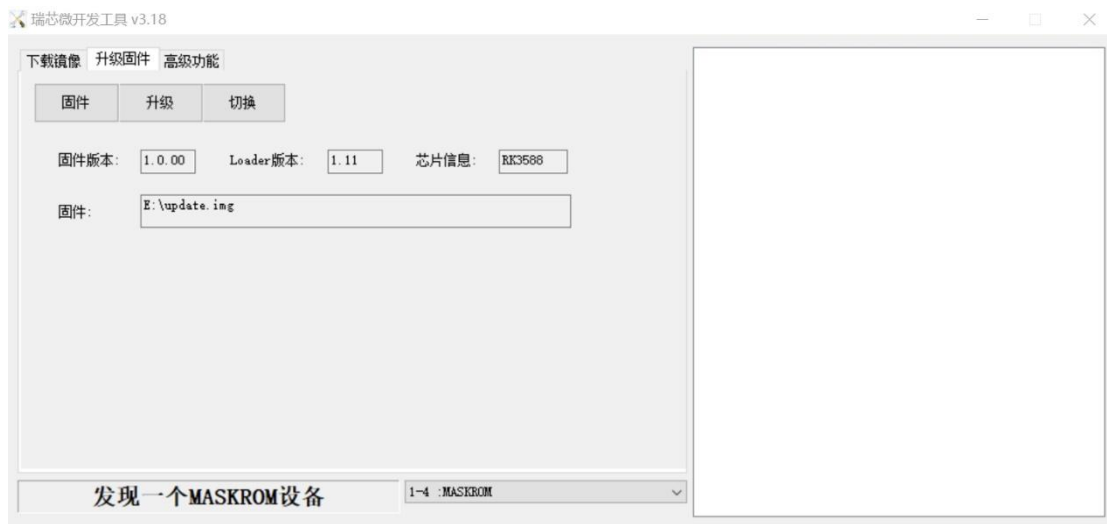 瑞芯微开发工具 v3.18
下载镜像 升级固件 高级功能
固件 升级 切换
固件版本: 1.0.00 Loader版本: 1.11 芯片信息: RK3588
固件: E:\update.img
发现一个MASKROM设备 1-4 :MASKROM